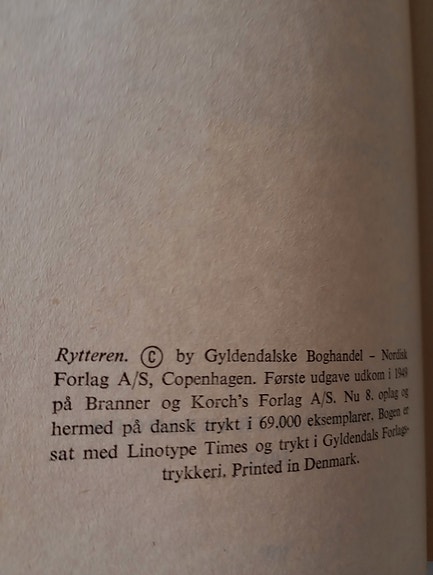 Rytteren. © by Gyldendalske Boghandel – Nordisk
Forlag A/S, Copenhagen. Første udgave udkom i 1949
på Branner og Korch's Forlag A/S. Nu 8. oplag og
hermed på dansk trykt i 69.000 eksemplarer. Bogen er
sat med Linotype Times og trykt i Gyldendals Forlags-
trykkeri. Printed in Denmark.